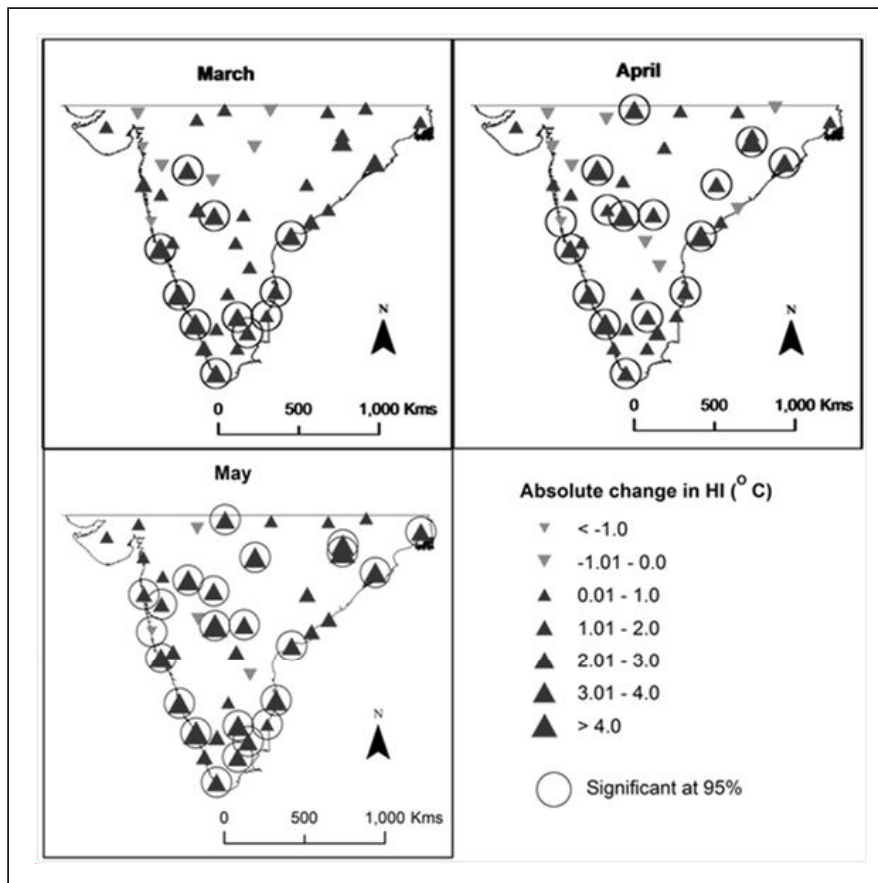 March
N
0 500 1,000 Kms
April
N
0 500 1,000 Kms
May
N
0 500 1,000 Kms
Absolute change in HI (° C)
< -1.0
-1.01 - 0.0
0.01 - 1.0
1.01 - 2.0
2.01 - 3.0
3.01 - 4.0
> 4.0
Significant at 95%